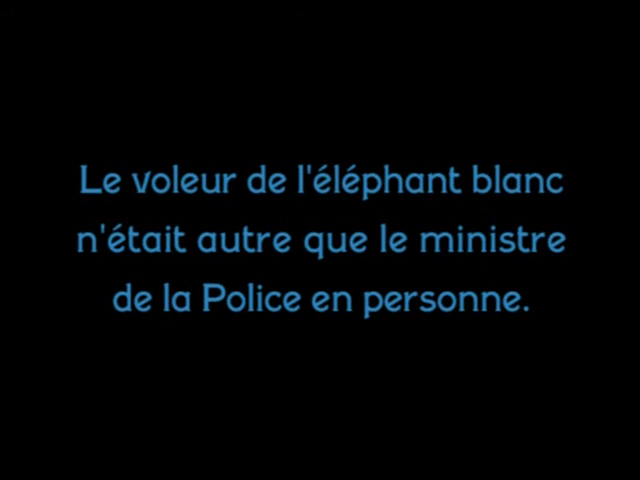 Le voleur de l'éléphant blanc
n'était autre que le ministre
de la Police en personne.